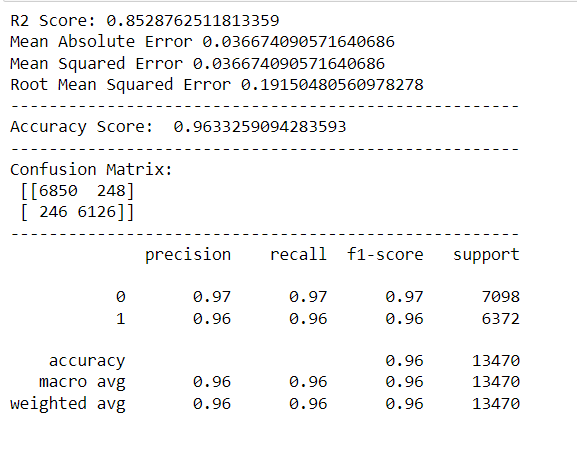 R2 Score: 0.8528762511813359
Mean Absolute Error 0.036674090571640686
Mean Squared Error 0.036674090571640686
Root Mean Squared Error 0.19150480560978278
-----------------------------------------------------
Accuracy Score:  0.9633259094283593
-----------------------------------------------------
Confusion Matrix:
 [[6850  248]
 [ 246 6126]]
-----------------------------------------------------
              precision    recall  f1-score   support
           0       0.97      0.97      0.97      7098
           1       0.96      0.96      0.96      6372
    accuracy                           0.96     13470
   macro avg       0.96      0.96      0.96     13470
weighted avg       0.96      0.96      0.96     13470